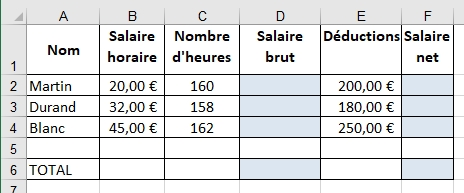 A B C D E F
1 Nom Salaire horaire Nombre d'heures Salaire brut Déductions Salaire net
2 Martin 20,00 € 160 200,00 €
3 Durand 32,00 € 158 180,00 €
4 Blanc 45,00 € 162 250,00 €
5
6 TOTAL
7